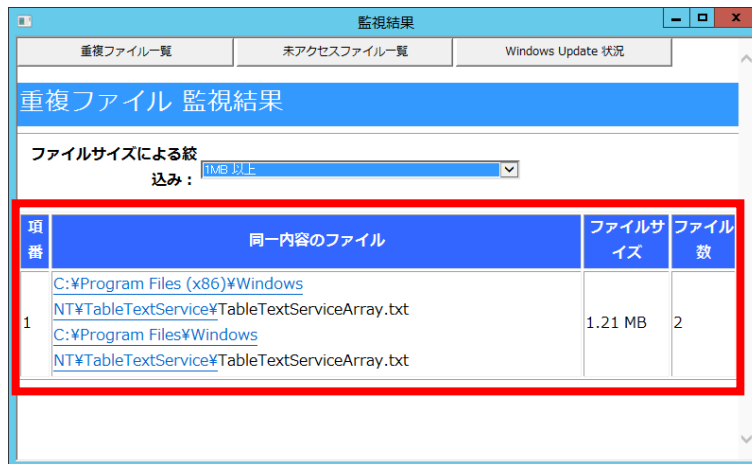 監視結果
重複ファイル一覧
未アクセスファイル一覧
Windows Update 状況
重複ファイル 監視結果
ファイルサイズによる絞
込み：
1MB 以上
項
番
同一内容のファイル
ファイルサ
イズ
ファイル
数
1
C:¥Program Files (x86)¥Windows
NT¥TableTextService¥TableTextServiceArray.txt
C:¥Program Files¥Windows
NT¥TableTextService¥TableTextServiceArray.txt
1.21 MB
2